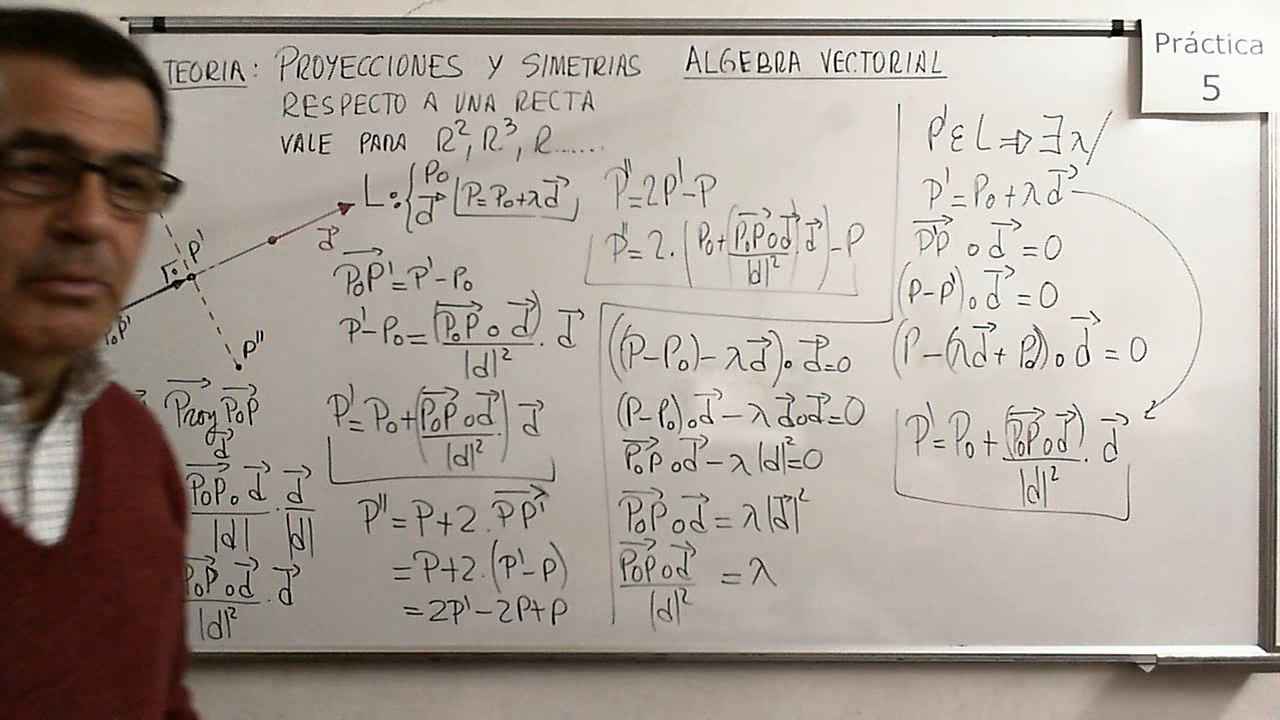 TEORIA: PROYECCIONES Y SIMETRIAS ALGEBRA VECTORIAL
RESPECTO A UNA RECTA
VALE PARA R², R³, R......
Práctica
5
L: { P₀ d⃗ | P=P₀+λd⃗
d⃗
P'
P₀P'
P''
Proy P₀P⃗
d⃗
P₀P⃗ ∘ d⃗ / |d| · d⃗ / |d|
P₀P⃗ ∘ d⃗ / |d|² · d⃗
P₀P'⃗ = P' - P₀
P' - P₀ = (P₀P⃗ ∘ d⃗) / |d|² · d⃗
P' = P₀ + (P₀P⃗ ∘ d⃗ / |d|²) · d⃗
P'' = P + 2 · PP'⃗
= P + 2 · (P' - P)
= 2P' - 2P + P
P'' = 2P' - P
P'' = 2 · (P₀ + (P₀P⃗ ∘ d⃗ / |d|²) d⃗) - P
((P - P₀) - λd⃗) ∘ d⃗ = 0
(P - P₀) ∘ d⃗ - λ d⃗ ∘ d⃗ = 0
P₀P⃗ ∘ d⃗ - λ |d|² = 0
P₀P⃗ ∘ d⃗ = λ |d⃗|²
P₀P⃗ ∘ d⃗ / |d|² = λ
P' ∈ L ⇒ ∃ λ /
P' = P₀ + λ d⃗
P'P⃗ ∘ d⃗ = 0
(P - P') ∘ d⃗ = 0
(P - (λd⃗ + P₀)) ∘ d⃗ = 0
P' = P₀ + (P₀P⃗ ∘ d⃗) / |d|² · d⃗